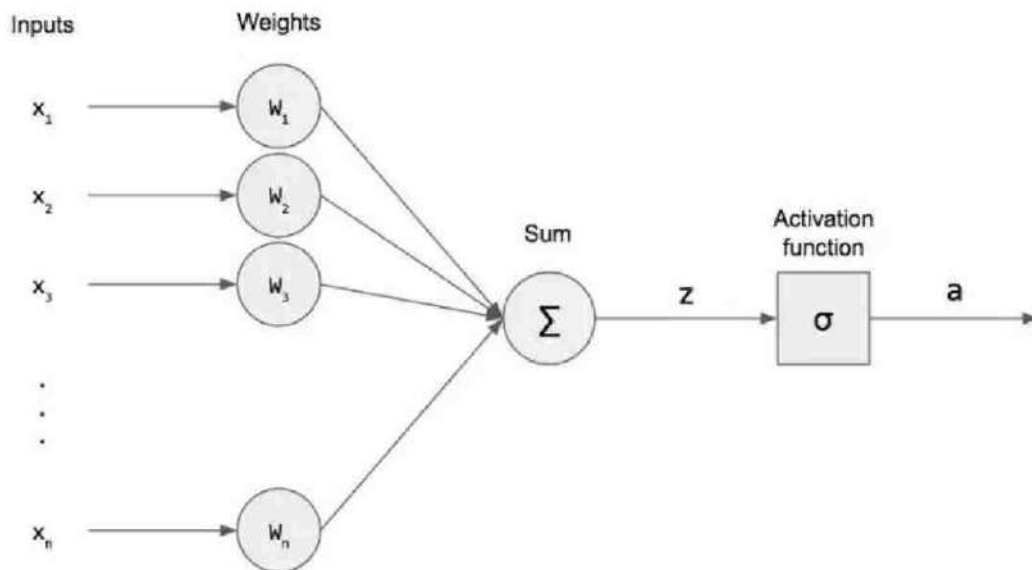 Inputs
Weights
x₁
W₁
x₂
W₂
x₃
W₃
.
.
.
xₙ
Wₙ
Sum
Σ
z
Activation
function
σ
a